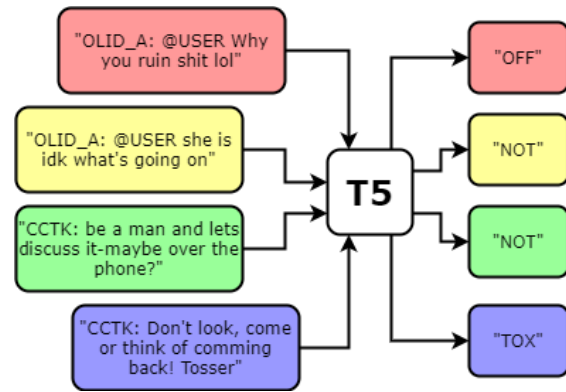 "OLID_A: @USER Why
you ruin shit lol"
"OFF"
"OLID_A: @USER she is
idk what's going on"
"NOT"
T5
"CCTK: be a man and lets
discuss it-maybe over the
phone?"
"NOT"
"CCTK: Don't look, come
or think of comming
back! Tosser"
"TOX"